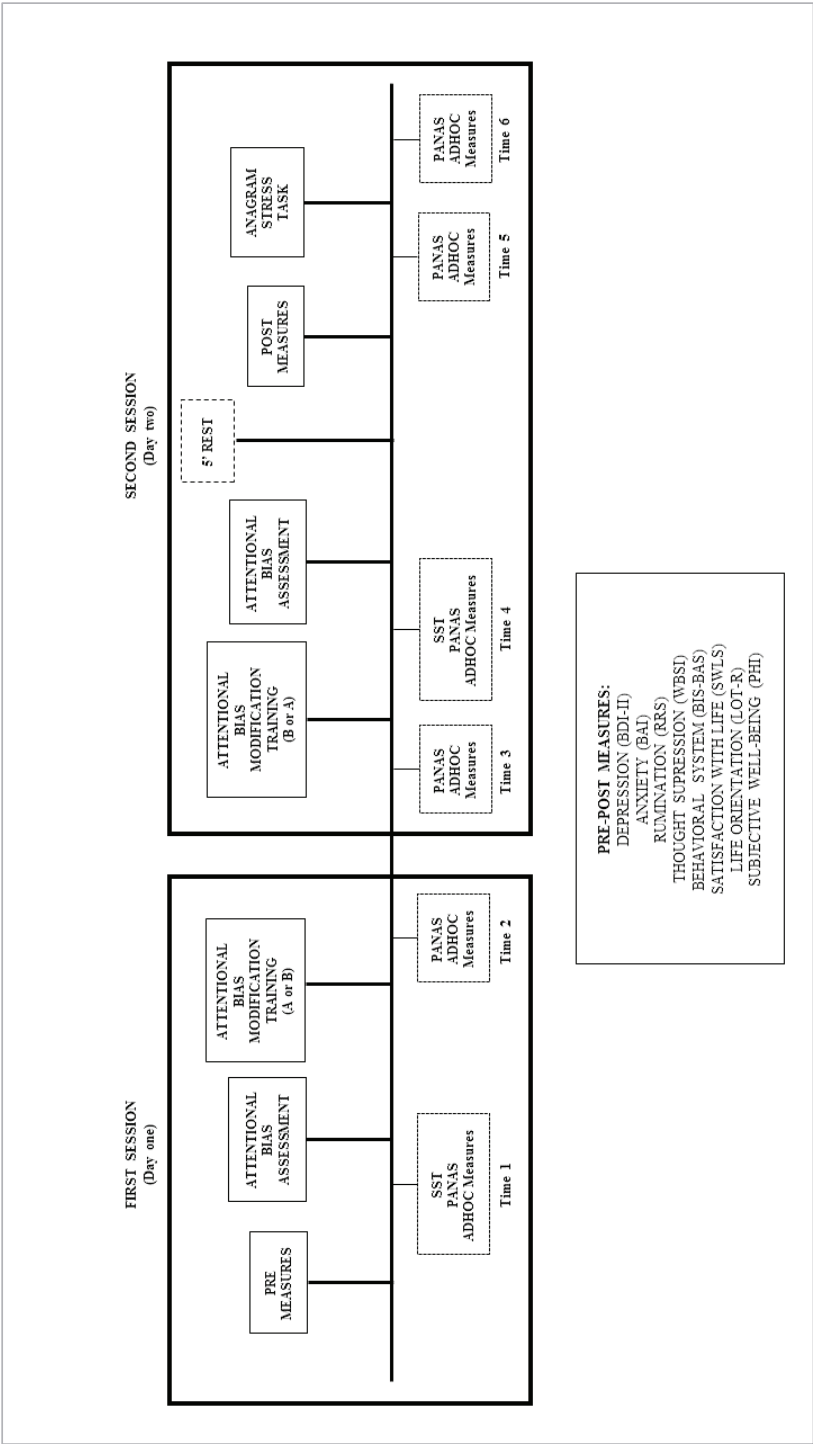 FIRST SESSION
(Day one)
PRE
MEASURES
ATTENTIONAL
BIAS
ASSESSMENT
ATTENTIONAL
BIAS
MODIFICATION
TRAINING
(A or B)
SST
PANAS
ADHOC Measures
Time 1
PANAS
ADHOC
Measures
Time 2
SECOND SESSION
(Day two)
ATTENTIONAL
BIAS
MODIFICATION
TRAINING
(B or A)
ATTENTIONAL
BIAS
ASSESSMENT
5' REST
POST
MEASURES
ANAGRAM
STRESS
TASK
PANAS
ADHOC
Measures
Time 3
SST
PANAS
ADHOC Measures
Time 4
PANAS
ADHOC
Measures
Time 5
PANAS
ADHOC
Measures
Time 6
PRE-POST MEASURES:
DEPRESSION (BDI-II)
ANXIETY (BAI)
RUMINATION (RRS)
THOUGHT SUPRESSION (WBSI)
BEHAVIORAL SYSTEM (BIS-BAS)
SATISFACTION WITH LIFE (SWLS)
LIFE ORIENTATION (LOT-R)
SUBJECTIVE WELL-BEING (PHI)